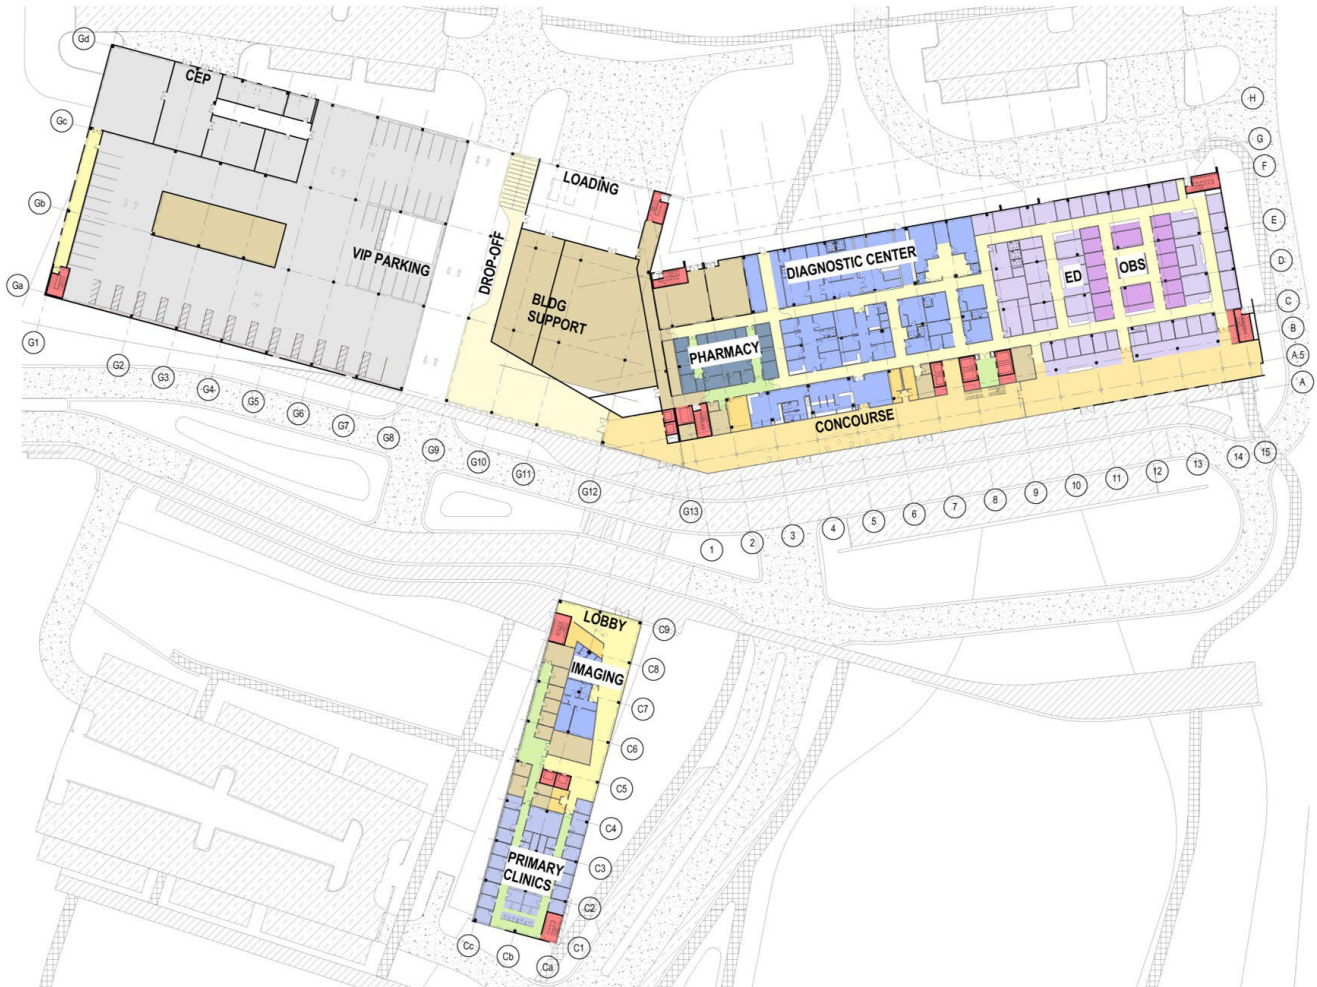 Gd
CEP
H
Gc
G
F
LOADING
Gb
E
DROP-OFF
VIP PARKING
DIAGNOSTIC CENTER
D
ED
OBS
Ga
BLDG
SUPPORT
C
B
G1
PHARMACY
A.5
G2
G3
A
G4
G5
G6
CONCOURSE
G7
G8
G9
G10
G11
G12
G13
1
2
3
4
5
6
7
8
9
10
11
12
13
14
15
LOBBY
C9
IMAGING
C8
C7
C6
C5
C4
PRIMARY
CLINICS
C3
C2
Cc
Cb
Ca
C1